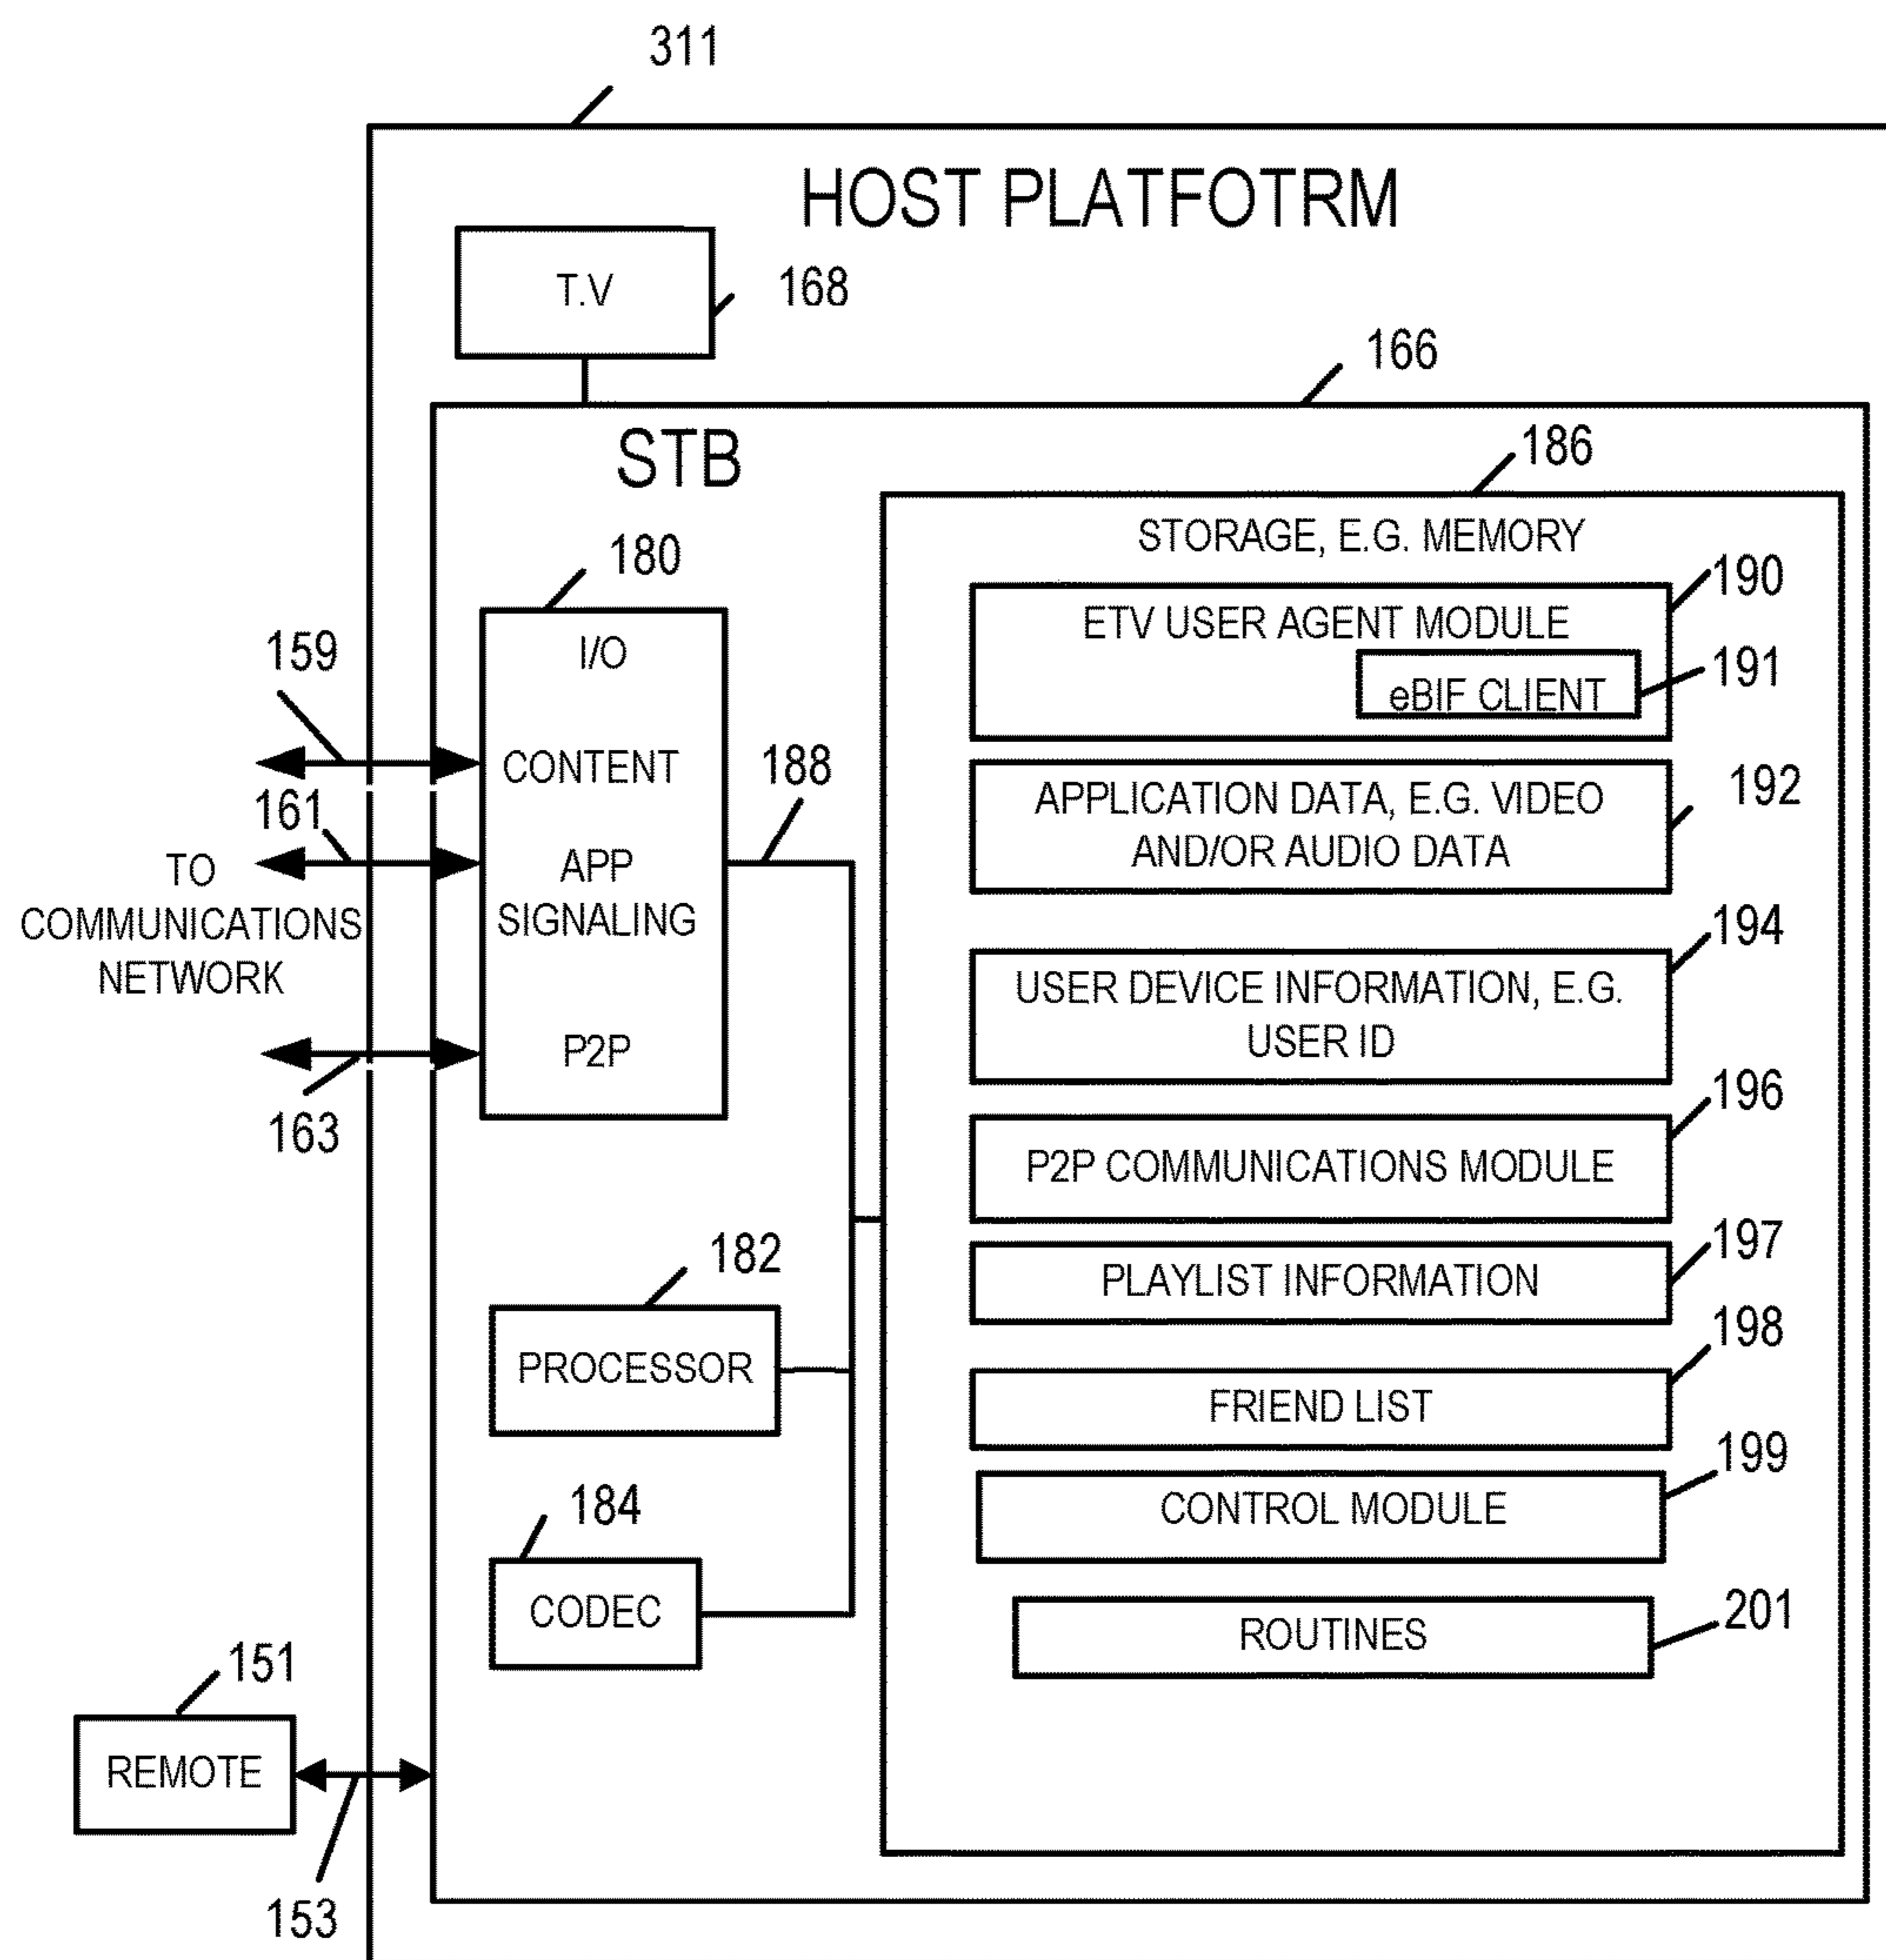 311
HOST PLATFOTRM
T.V
168
166
STB
186
STORAGE, E.G. MEMORY
180
190
ETV USER AGENT MODULE
I/O
159
191
eBIF CLIENT
CONTENT
188
192
APPLICATION DATA, E.G. VIDEO
AND/OR AUDIO DATA
161
APP
SIGNALING
TO
COMMUNICATIONS
NETWORK
194
USER DEVICE INFORMATION, E.G.
USER ID
P2P
163
196
P2P COMMUNICATIONS MODULE
197
PLAYLIST INFORMATION
182
PROCESSOR
198
FRIEND LIST
199
CONTROL MODULE
184
CODEC
201
ROUTINES
151
REMOTE
153